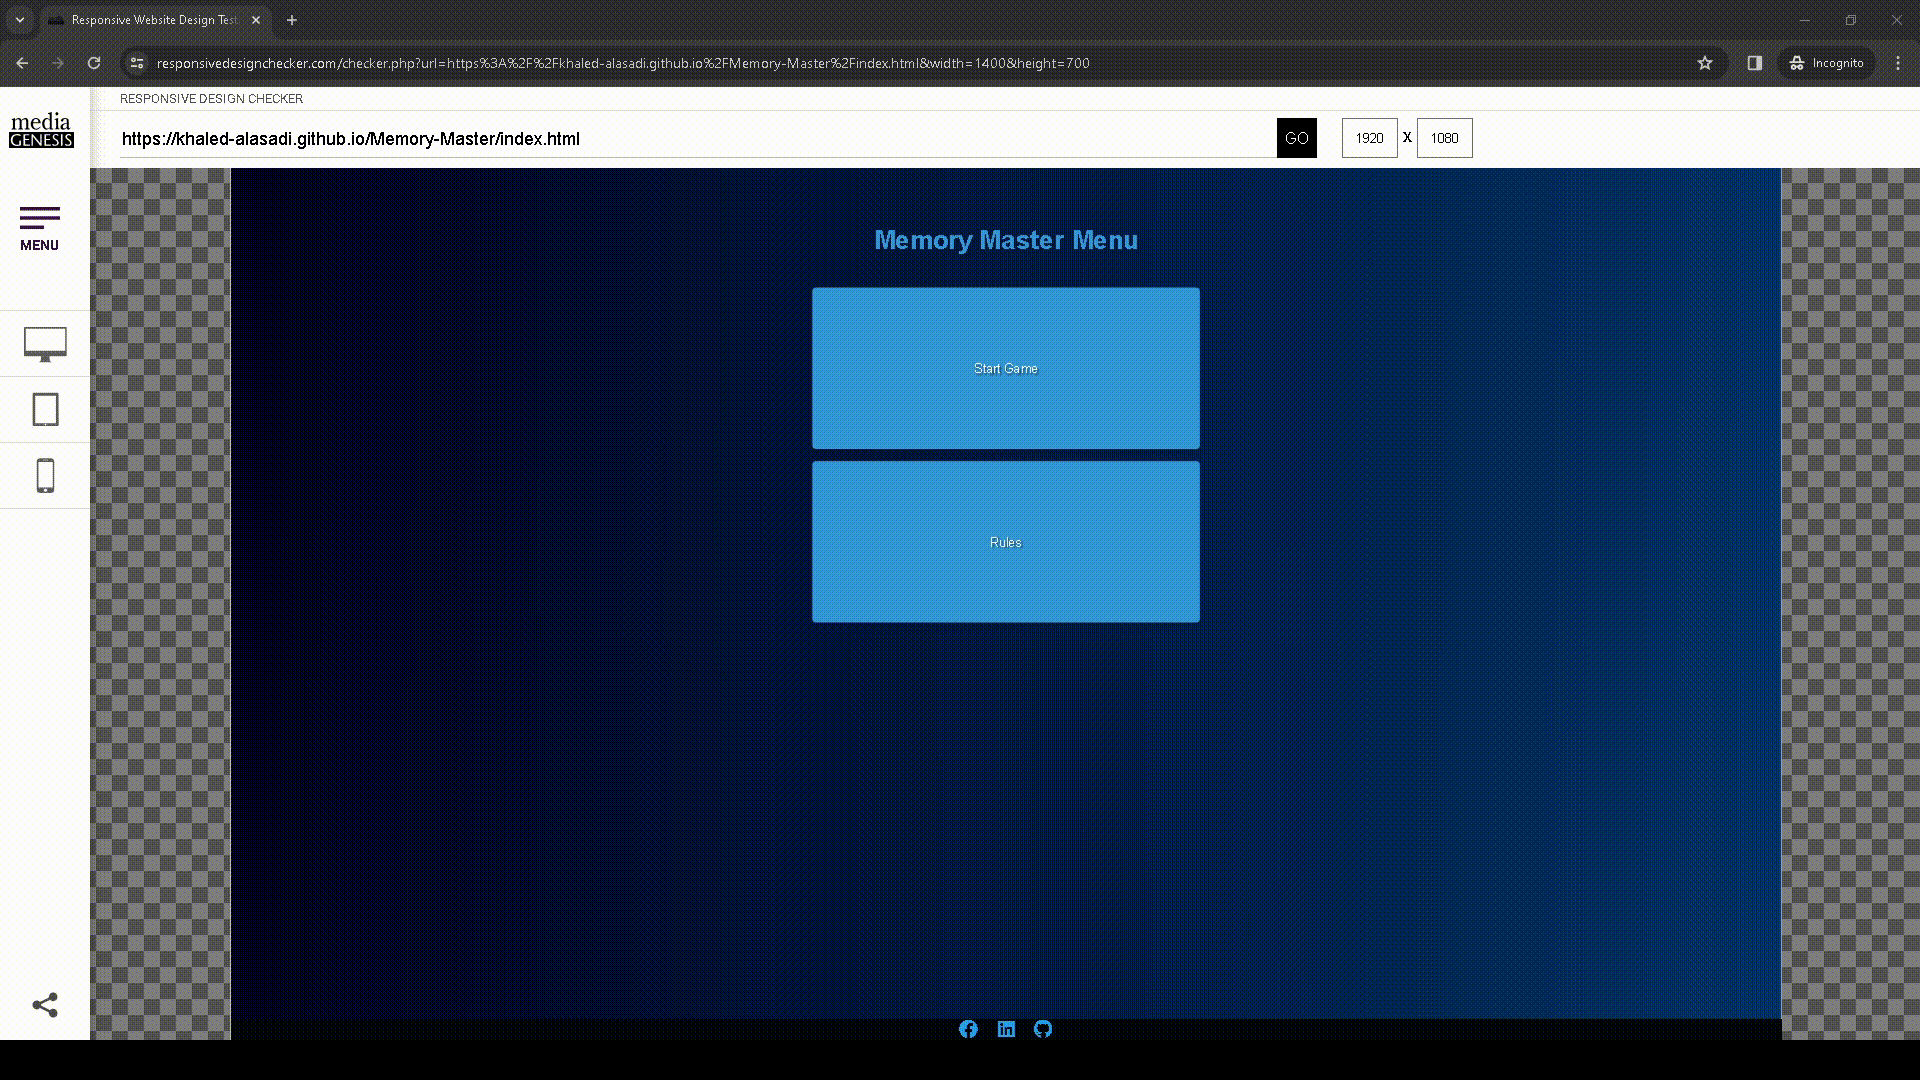 Responsive Website Design Test
responsivedesignchecker.com/checker.php?url=https%3A%2F%2Fkhaled-alasadi.github.io%2FMemory-Master%2Findex.html&width=1400&height=700
Incognito
media
GENESIS
RESPONSIVE DESIGN CHECKER
https://khaled-alasadi.github.io/Memory-Master/index.html
GO
1920 X 1080
MENU
Memory Master Menu
Start Game
Rules